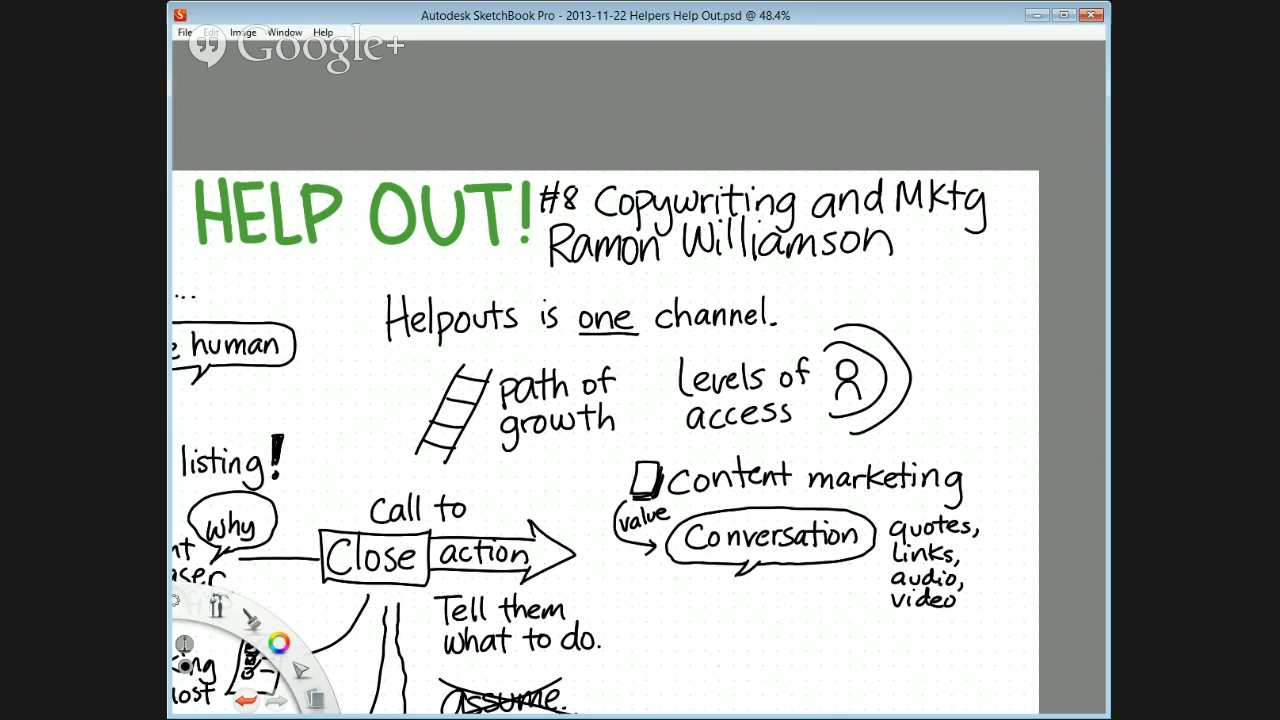 Autodesk SketchBook Pro - 2013-11-22 Helpers Help Out.psd @ 48.4%
File Edit Image Window Help
Google+
HELP OUT! #8 Copywriting and Mktg
Ramon Williamson
...
Helpouts is one channel.
human
path of
growth
Levels of
access
listing!
content marketing
value
Conversation
quotes,
links,
audio,
video
why
Call to
Close action
Tell them
what to do.
assume.